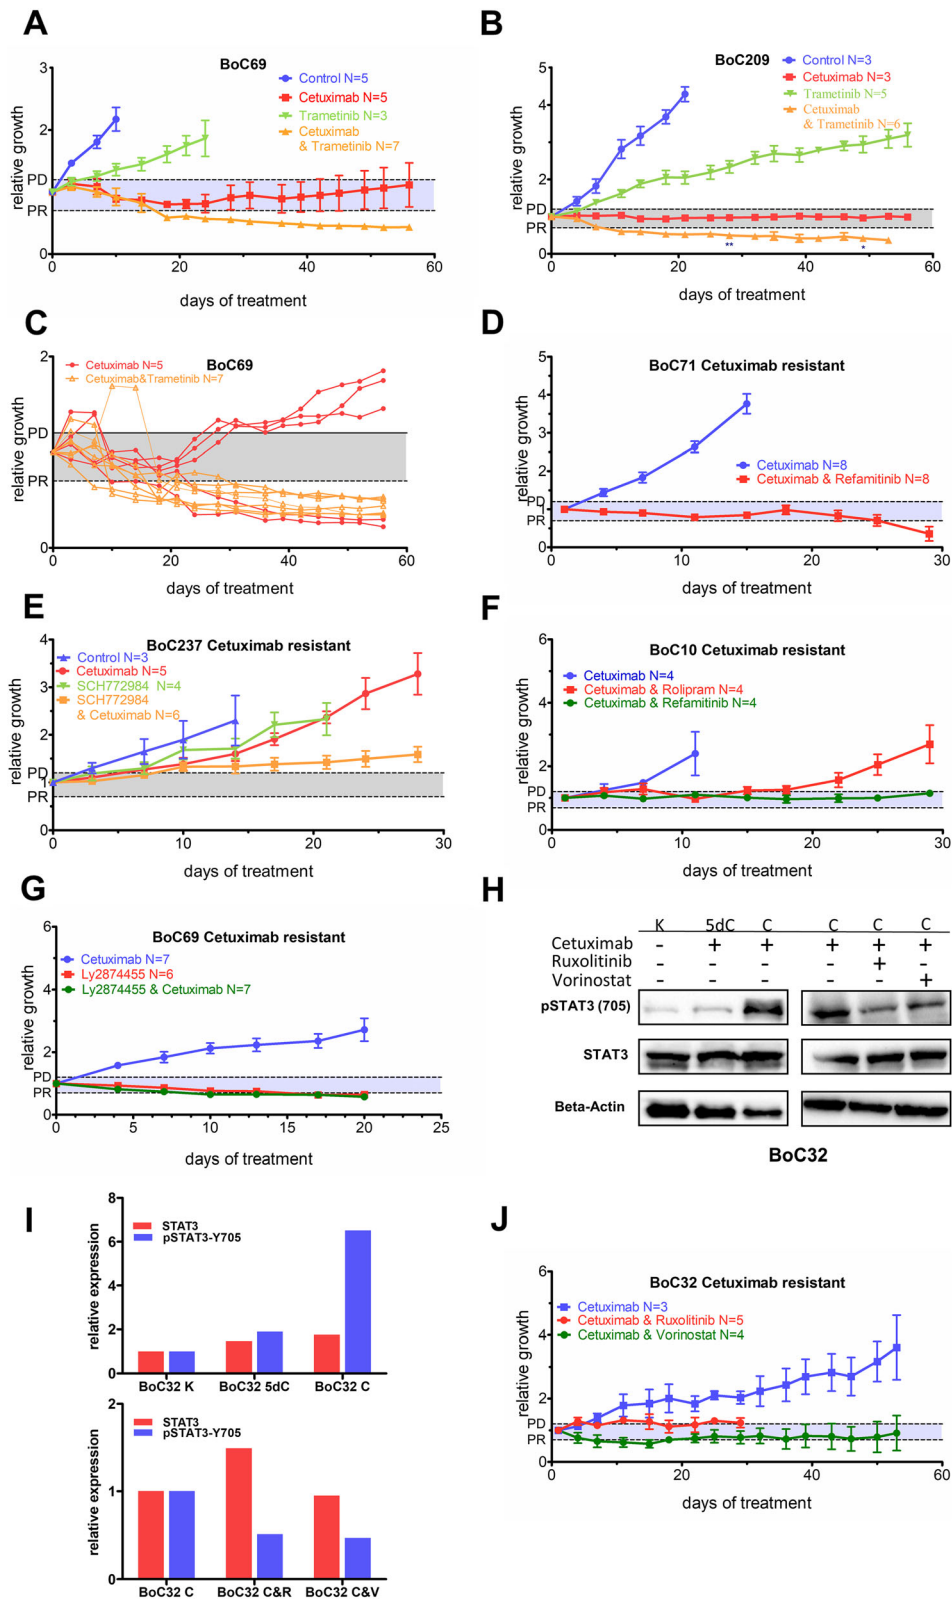 A
BoC69
Control N=5
Cetuximab N=5
Trametinib N=3
Cetuximab
& Trametinib N=7
relative growth
3
2
1
0
PD
PR
0 20 40 60
days of treatment
B
BoC209
Control N=3
Cetuximab N=3
Trametinib N=5
Cetuximab
& Trametinib N=6
relative growth
5
4
2
PD
PR
0
** *
0 20 40 60
days of treatment
C
BoC69
Cetuximab N=5
Cetuximab&Trametinib N=7
relative growth
2
PD
PR
0
0 20 40 60
days of treatment
D
BoC71 Cetuximab resistant
Cetuximab N=8
Cetuximab & Refamitinib N=8
relative growth
5
4
3
2
PD
PR
0
0 10 20 30
days of treatment
E
BoC237 Cetuximab resistant
Control N=3
Cetuximab N=5
SCH772984 N=4
SCH772984
& Cetuximab N=6
relative growth
4
3
2
PD
1
PR
0
0 10 20 30
days of treatment
F
BoC10 Cetuximab resistant
Cetuximab N=4
Cetuximab & Rolipram N=4
Cetuximab & Refamitinib N=4
relative growth
6
4
2
PD
PR
0
0 10 20 30
days of treatment
G
BoC69 Cetuximab resistant
Cetuximab N=7
Ly2874455 N=6
Ly2874455 & Cetuximab N=7
relative growth
6
4
2
PD
PR
0
0 5 10 15 20 25
days of treatment
H
K 5dC C C C C
Cetuximab - + + + + +
Ruxolitinib - - - - + -
Vorinostat - - - - - +
pSTAT3 (705)
STAT3
Beta-Actin
BoC32
I
STAT3
pSTAT3-Y705
relative expression
8
6
4
2
0
BoC32 K BoC32 5dC BoC32 C
STAT3
pSTAT3-Y705
relative expression
2
1
0
BoC32 C BoC32 C&R BoC32 C&V
J
BoC32 Cetuximab resistant
Cetuximab N=3
Cetuximab & Ruxolitinib N=5
Cetuximab & Vorinostat N=4
relative growth
6
4
2
PD
PR
0
0 20 40 60
days of treatment